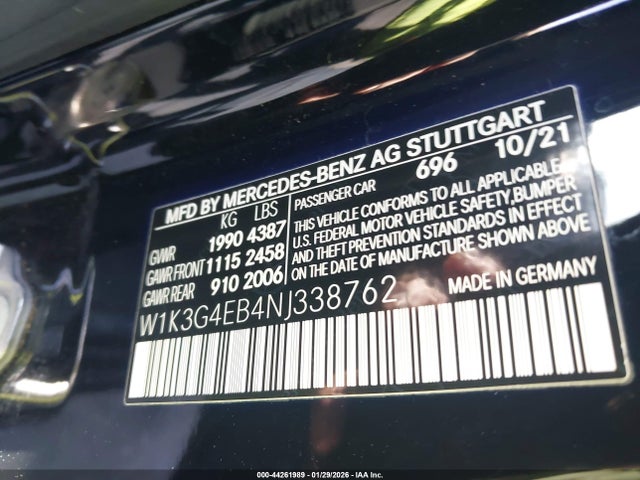 MFD BY MERCEDES-BENZ AG STUTTGART
KG LBS
GVWR 1990 4387
GAWR FRONT 1115 2458
GAWR REAR 910 2006
PASSENGER CAR 696 10/21
THIS VEHICLE CONFORMS TO ALL APPLICABLE
U.S. FEDERAL MOTOR VEHICLE SAFETY, BUMPER
AND THEFT PREVENTION STANDARDS IN EFFECT
ON THE DATE OF MANUFACTURE SHOWN ABOVE
W1K3G4EB4NJ338762
MADE IN GERMANY
000-44261989 | 01/29/2026 - IAA Inc.